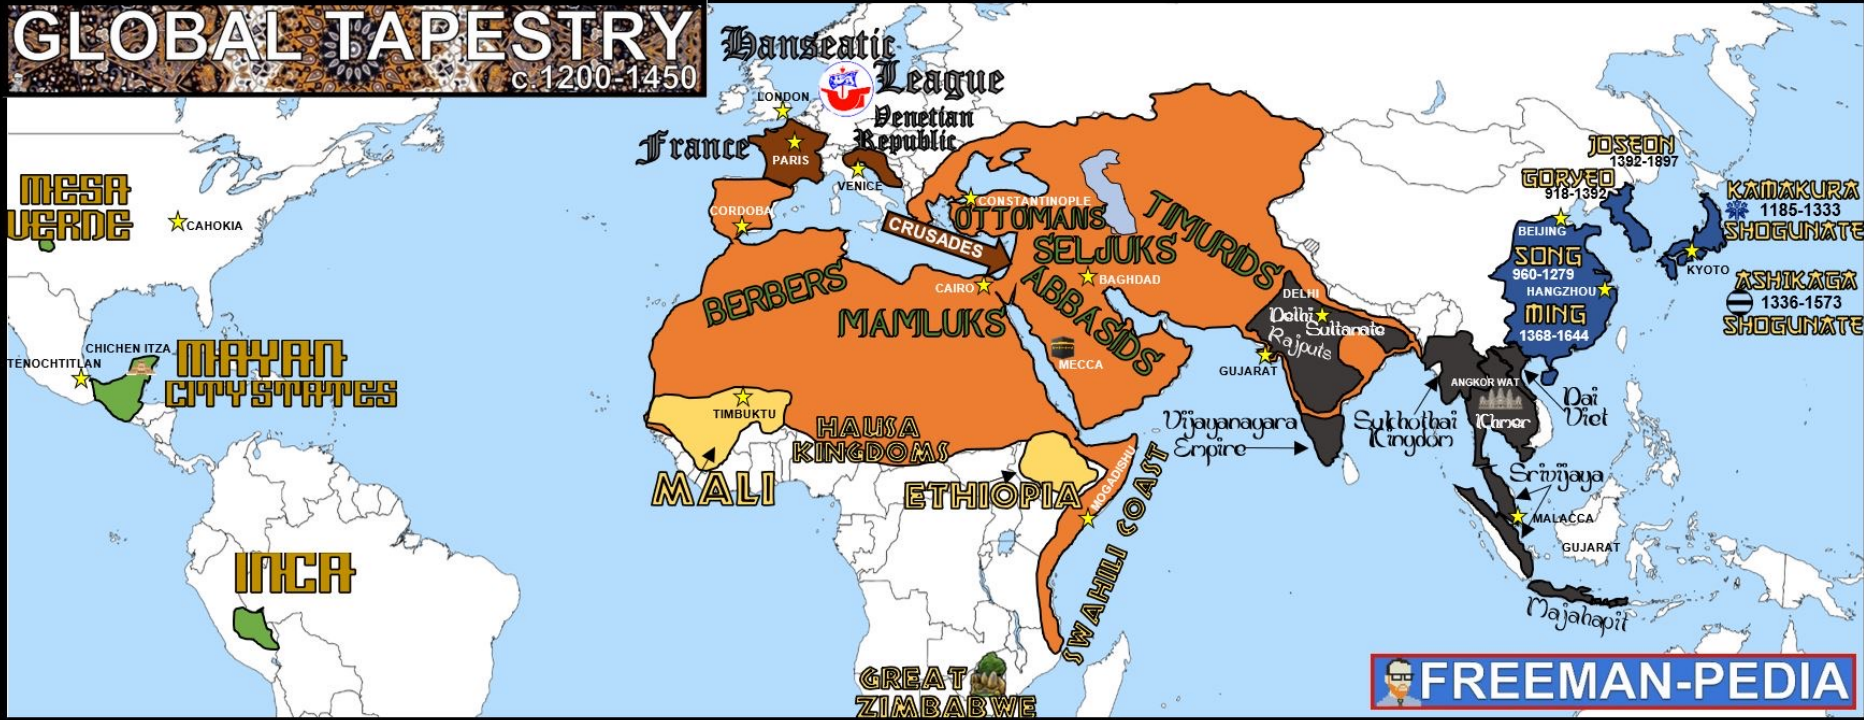 GLOBAL TAPESTRY
c.1200-1450
Hanseatic
League
LONDON
Venetian
Republic
France
PARIS
VENICE
JOSEON
1392-1897
GORYEO
918-1392
KAMAKURA
1185-1333
SHOGUNATE
MESA
VERDE
CAHOKIA
CORDOBA
CONSTANTINOPLE
OTTOMANS
CRUSADES
SELJUKS
TIMURIDS
BEIJING
SONG
960-1279
HANGZHOU
MING
1368-1644
KYOTO
ASHIKAGA
1336-1573
SHOGUNATE
BERBERS
CAIRO
BAGHDAD
ABBASIDS
MAMLUKS
MECCA
DELHI
Delhi
Sultanate
Rajputs
GUJARAT
CHICHEN ITZA
TENOCHTITLAN
MAYAN
CITYSTATES
TIMBUKTU
HAUSA
KINGDOMS
MALI
ETHIOPIA
MOGADISHU
SWAHILI COAST
Vijayanagara
Empire
Sukhothai
Kingdom
ANGKOR WAT
Khmer
Dai
Viet
Srivijaya
MALACCA
GUJARAT
Majahapit
INCA
GREAT
ZIMBABWE
FREEMAN-PEDIA